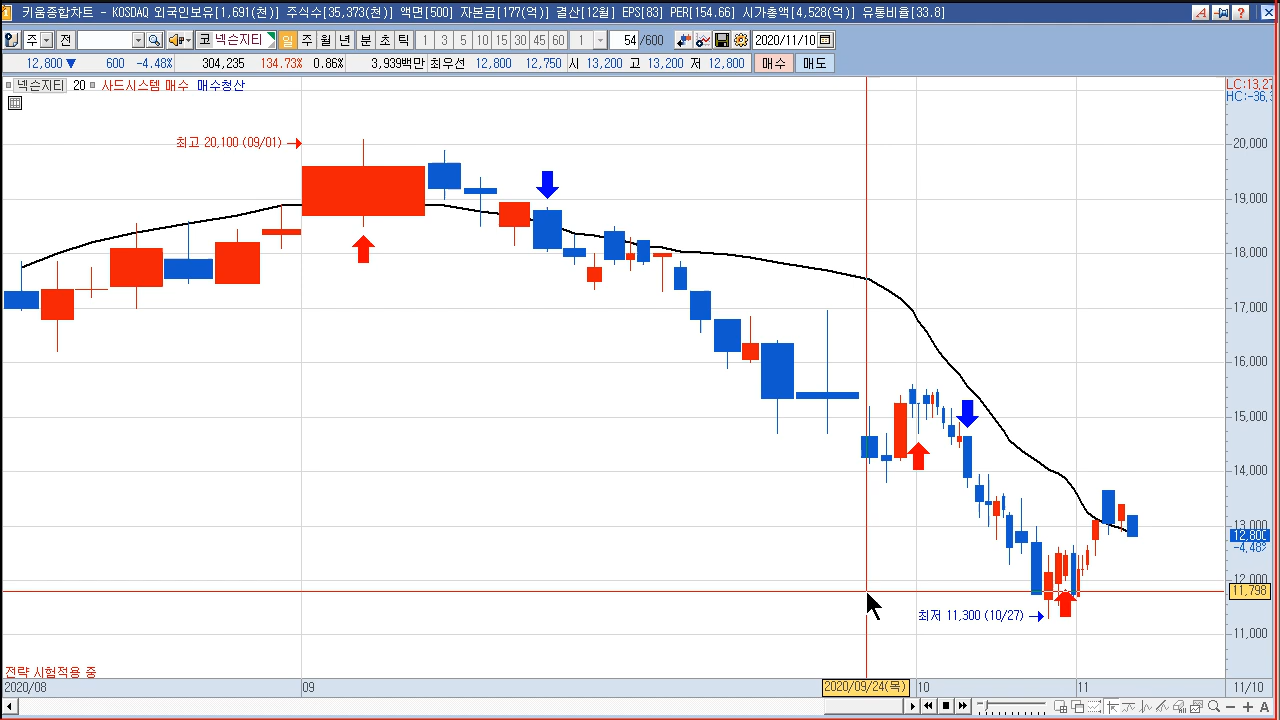 키움종합차트 - KOSDAQ 외국인보유[1,691(천)] 주식수[35,373(천)] 액면[500] 자본금[177(억)] 결산[12월] EPS[83] PER[151.66] 시가총액[4,528(억)] 유통비율[33.8]
주 전 코 넥슨지티 일 주 월 년 분 초 틱 1 3 5 10 15 30 45 60 1 54 /600 2020/11/10
12,800 ▼ 600 -4.48% 304,235 134.73% 0.86% 3,939백만 최우선 12,800 12,750 시 13,200 고 13,200 저 12,800 매수 매도
넥슨지티 20 사드시스템 매수 매수청산
LC:13,27
HC:-36,
최고 20,100 (09/01)
20,000
19,000
18,000
17,000
16,000
15,000
14,000
13,000
12,800
-4,48%
12,000
11,798
최저 11,300 (10/27)
11,000
전략 시험적용 중
2020/08 09 2020/09/24(목) 10 11 11/10